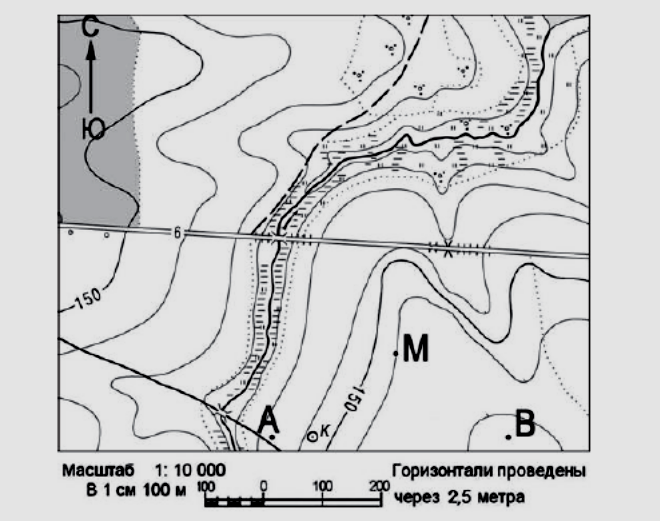 С
Ю
6
150
М
150
А
К
В
Масштаб 1: 10 000
В 1 см 100 м
100 0 100 200
Горизонтали проведены
через 2,5 метра